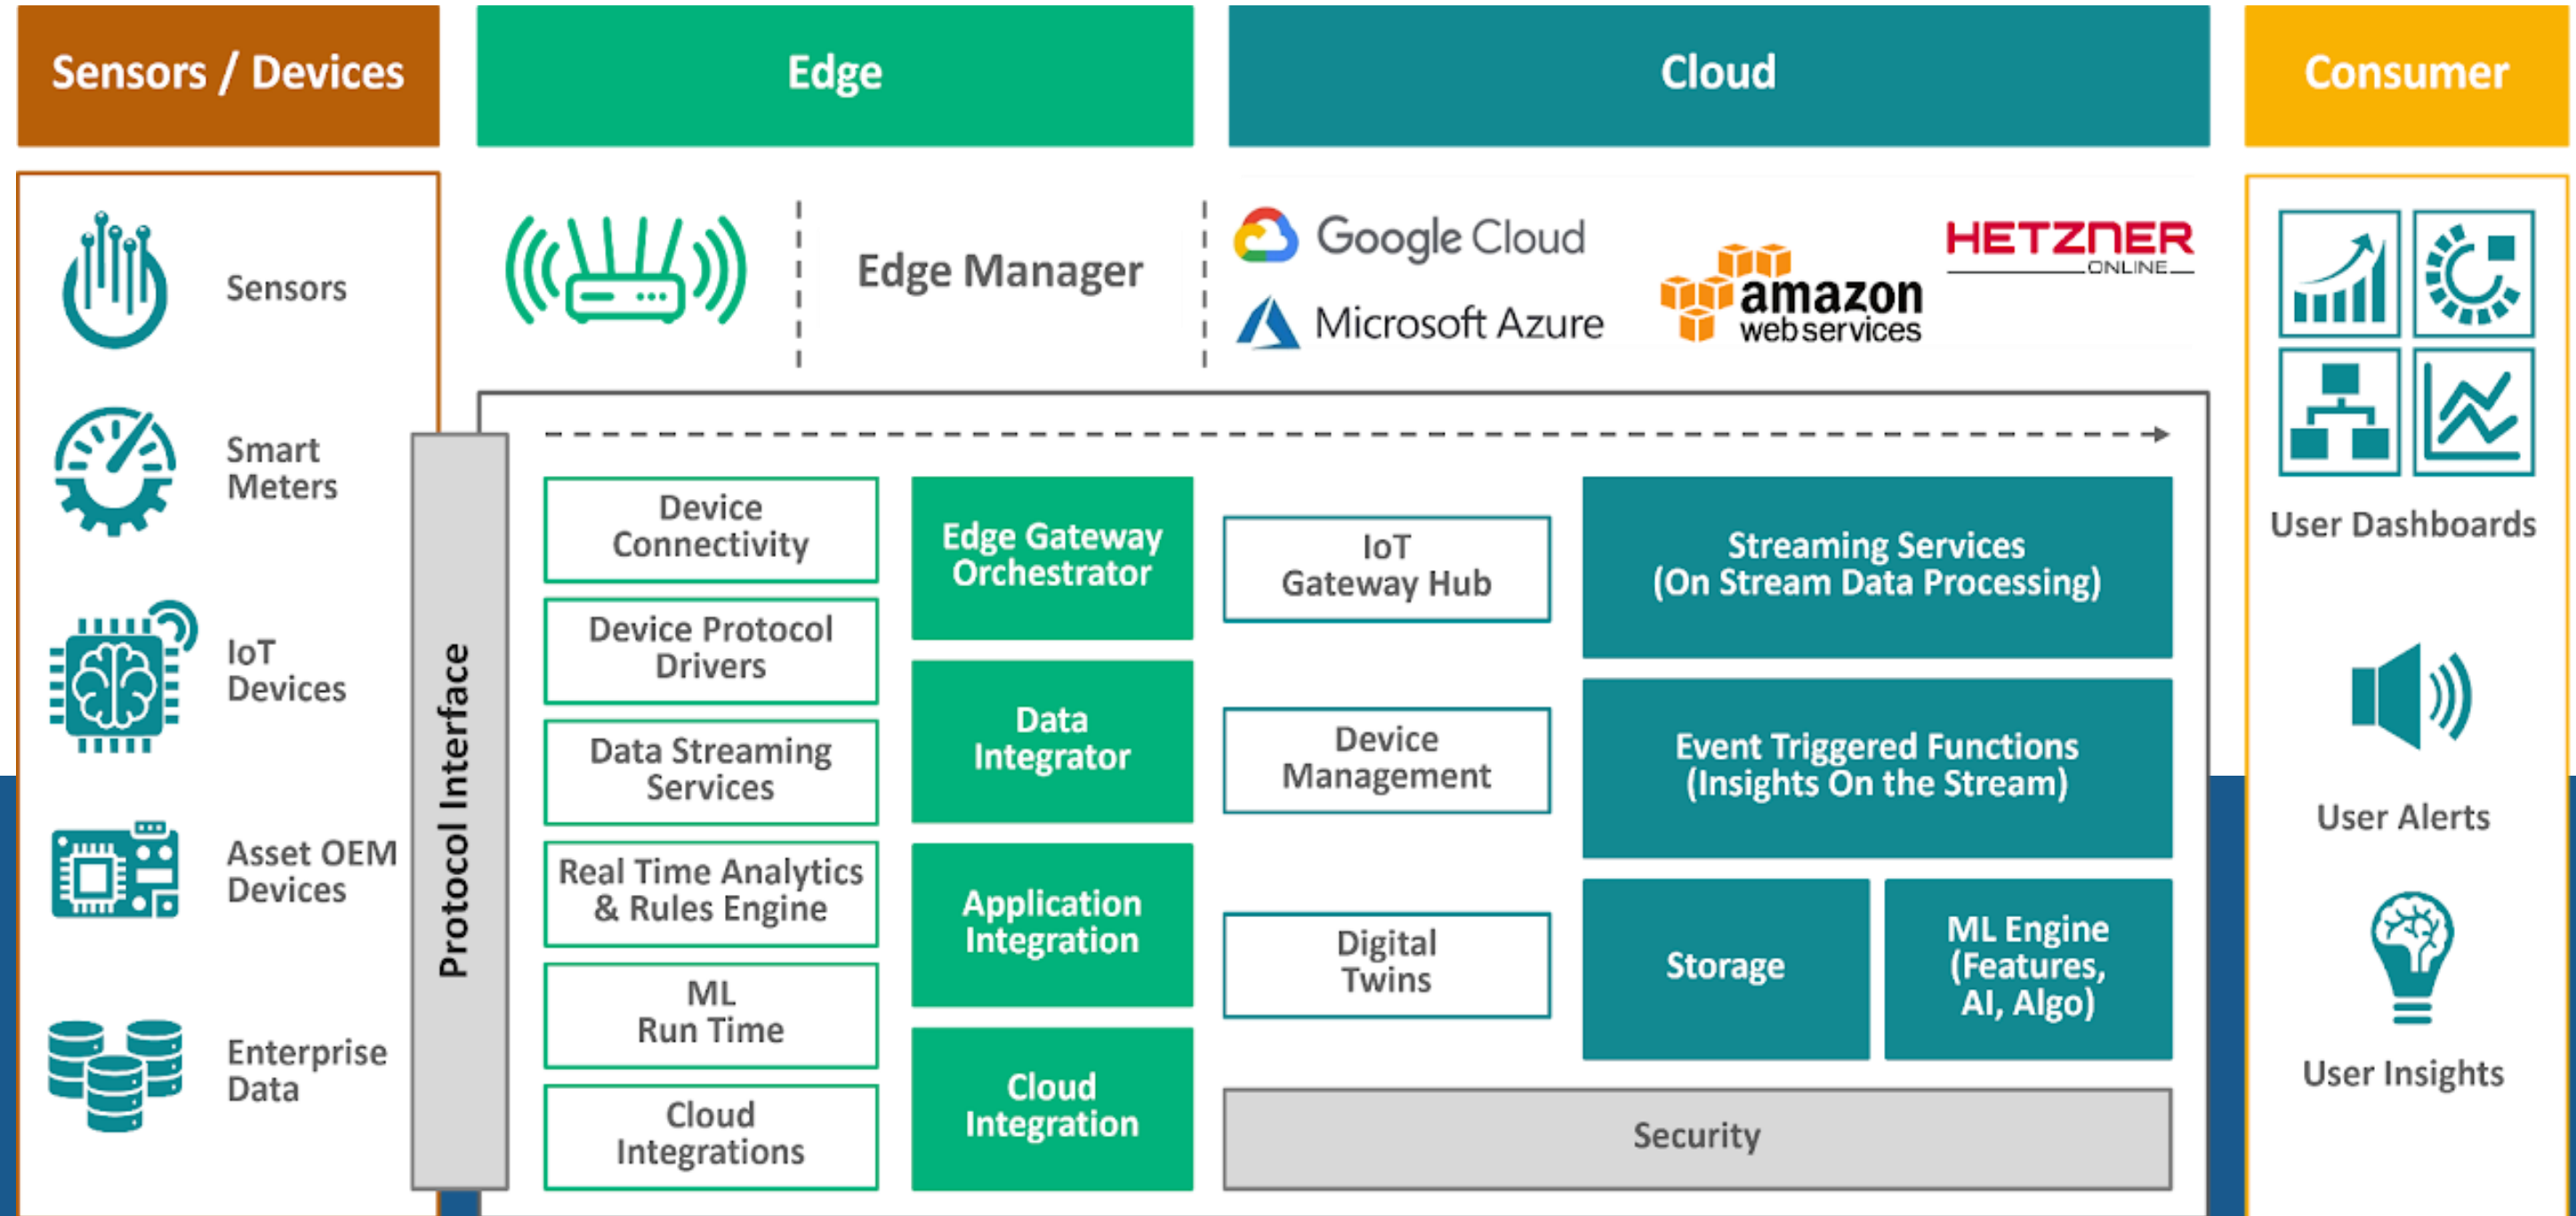 Sensors / Devices
Edge
Cloud
Consumer
Sensors
Smart
Meters
IoT
Devices
Asset OEM
Devices
Enterprise
Data
Protocol Interface
Edge Manager
Google Cloud
Microsoft Azure
amazon
webservices
HETZNER
ONLINE
Device
Connectivity
Device Protocol
Drivers
Data Streaming
Services
Real Time Analytics
& Rules Engine
ML
Run Time
Cloud
Integrations
Edge Gateway
Orchestrator
Data
Integrator
Application
Integration
Cloud
Integration
IoT
Gateway Hub
Device
Management
Digital
Twins
Streaming Services
(On Stream Data Processing)
Event Triggered Functions
(Insights On the Stream)
Storage
ML Engine
(Features,
AI, Algo)
Security
User Dashboards
User Alerts
User Insights